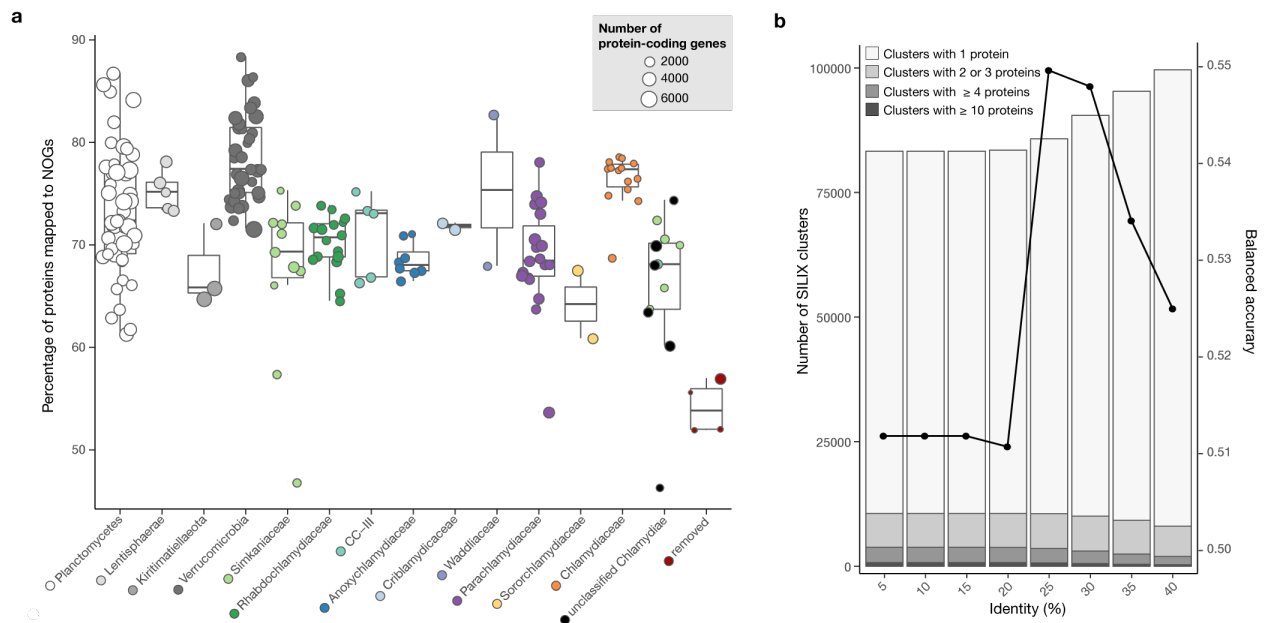 a
Percentage of proteins mapped to NOGs
90
80
70
60
50
Number of
protein-coding genes
2000
4000
6000
Planctomycetes
Lentisphaerae
Kiritimatiellaeota
Verrucomicrobia
Simkaniaceae
Rhabdochlamydiaceae
CC–III
Anoxychlamydiaceae
Criblamydicaceae
Waddliaceae
Parachlamydiaceae
Sorochlamydiaceae
Chlamydiaceae
unclassified Chlamydiae
removed
b
Number of SILIX clusters
100000
75000
50000
25000
0
Clusters with 1 protein
Clusters with 2 or 3 proteins
Clusters with ≥ 4 proteins
Clusters with ≥ 10 proteins
0.55
0.54
0.53
0.52
0.51
0.50
Balanced accurary
5
10
15
20
25
30
35
40
Identity (%)